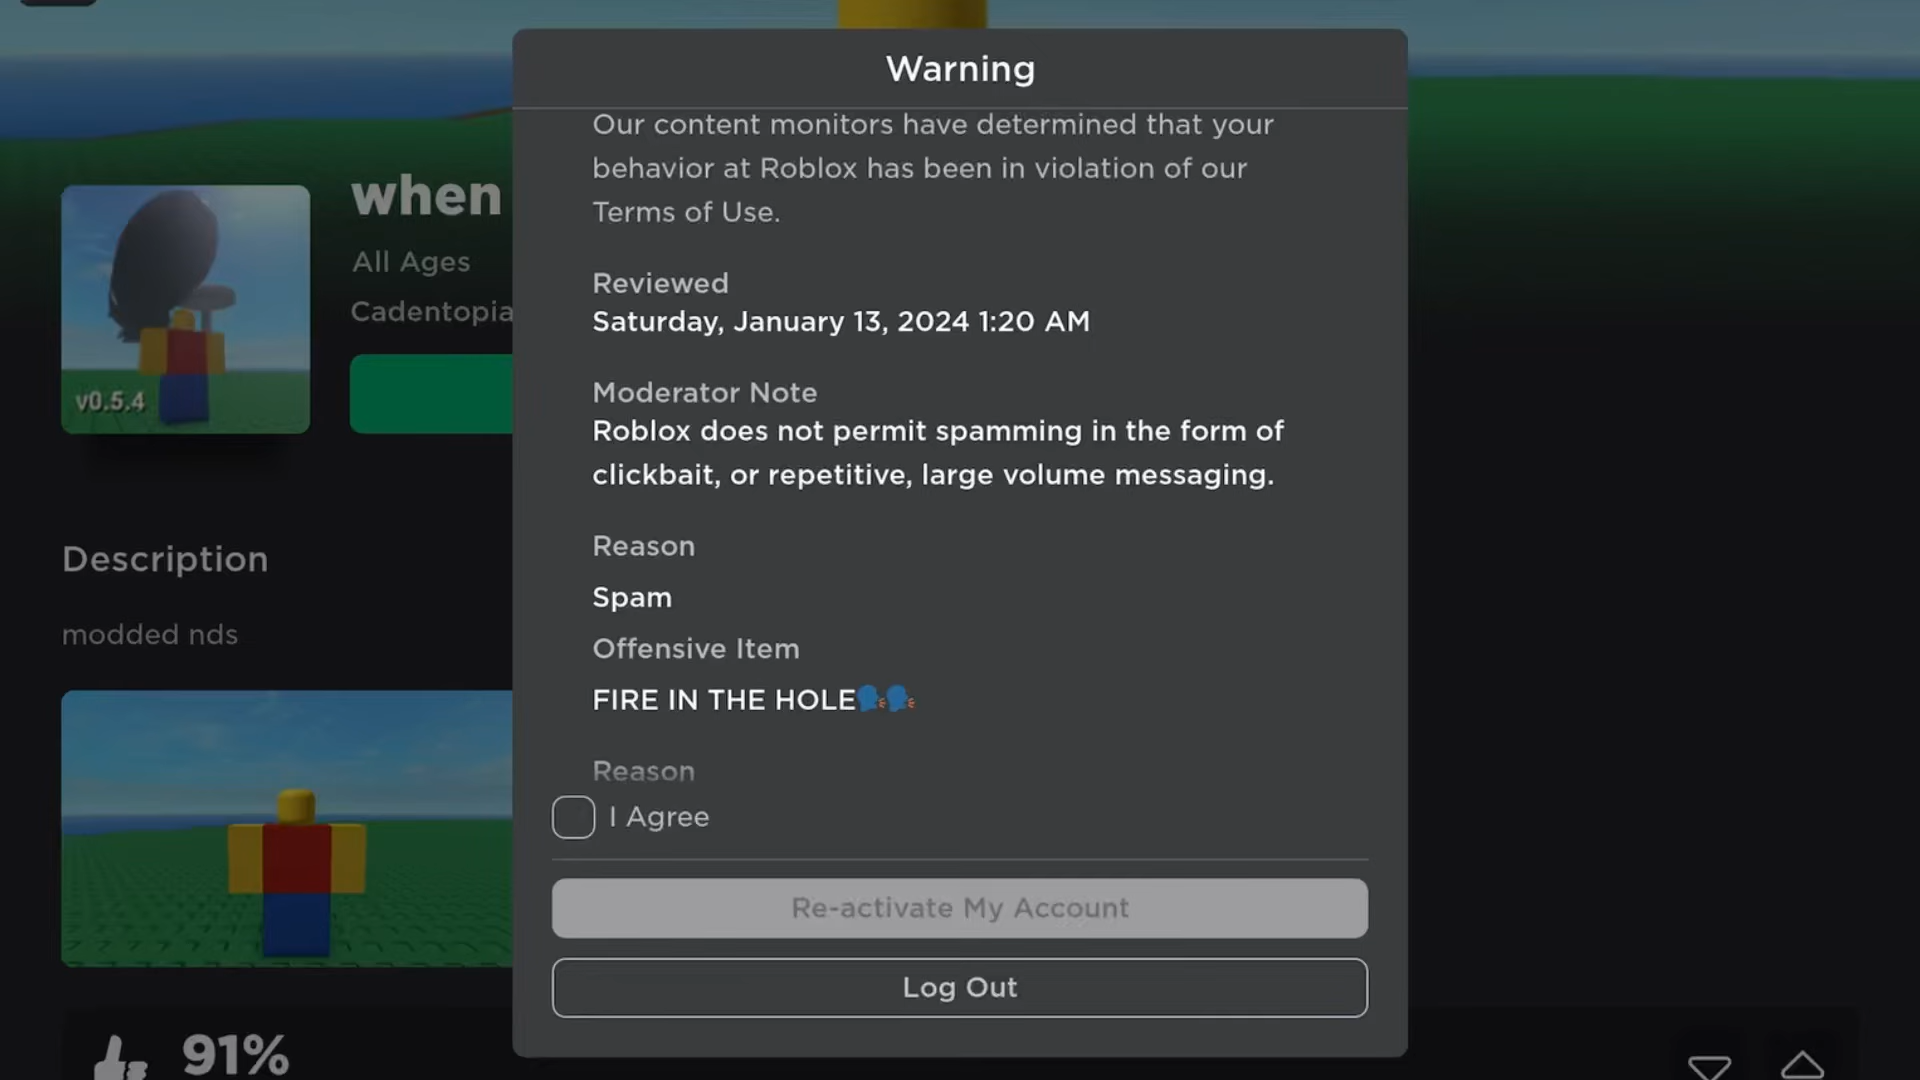 Warning
Our content monitors have determined that your
behavior at Roblox has been in violation of our
Terms of Use.
Reviewed
Saturday, January 13, 2024 1:20 AM
Moderator Note
Roblox does not permit spamming in the form of
clickbait, or repetitive, large volume messaging.
Reason
Spam
Offensive Item
FIRE IN THE HOLE🗣️🗣️
Reason
I Agree
Re-activate My Account
Log Out
when
All Ages
Cadentopia
v0.5.4
Description
modded nds
91%